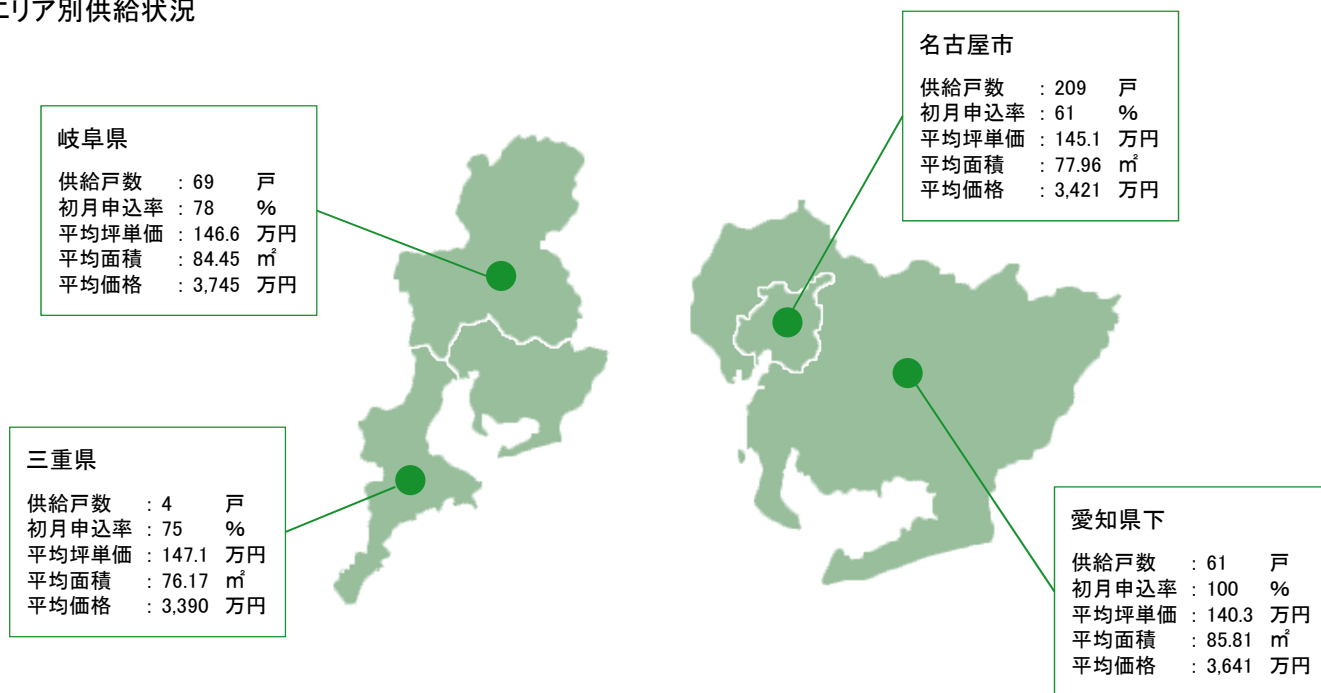 エリア別供給状況
岐阜県
供給戸数 : 69 戸
初月申込率 : 78 %
平均坪単価 : 146.6 万円
平均面積 : 84.45 ㎡
平均価格 : 3,745 万円
三重県
供給戸数 : 4 戸
初月申込率 : 75 %
平均坪単価 : 147.1 万円
平均面積 : 76.17 ㎡
平均価格 : 3,390 万円
名古屋市
供給戸数 : 209 戸
初月申込率 : 61 %
平均坪単価 : 145.1 万円
平均面積 : 77.96 ㎡
平均価格 : 3,421 万円
愛知県下
供給戸数 : 61 戸
初月申込率 : 100 %
平均坪単価 : 140.3 万円
平均面積 : 85.81 ㎡
平均価格 : 3,641 万円